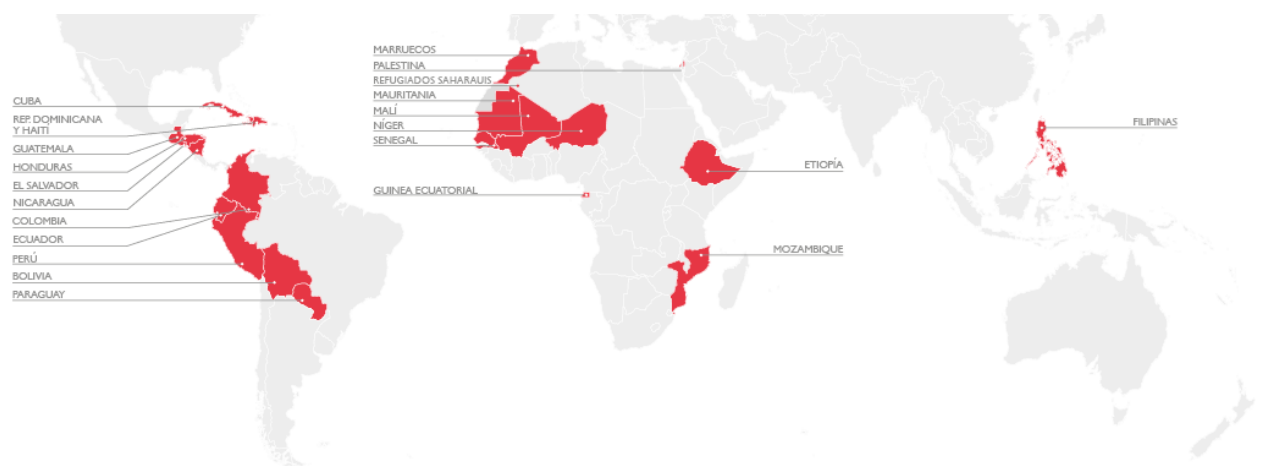 CUBA
REP. DOMINICANA
Y HAITÍ
GUATEMALA
HONDURAS
EL SALVADOR
NICARAGUA
COLOMBIA
ECUADOR
PERÚ
BOLIVIA
PARAGUAY
MARRUECOS
PALESTINA
REFUGIADOS SAHARAUIS
MAURITANIA
MALÍ
NÍGER
SENEGAL
GUINEA ECUATORIAL
ETIOPÍA
MOZAMBIQUE
FILIPINAS